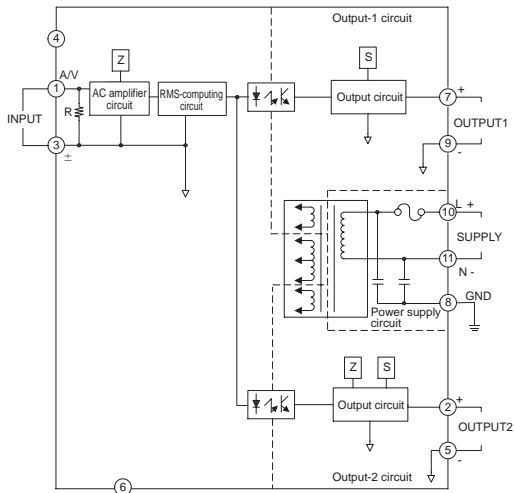 Output-1 circuit
4
Z
S
1
A/V
AC amplifier
circuit
RMS-computing
circuit
Output circuit
7
+
INPUT
R
OUTPUT1
3
±
9
-
10
L +
SUPPLY
11
N -
8
GND
Power supply
circuit
Z
S
Output circuit
2
+
OUTPUT2
5
-
6
Output-2 circuit